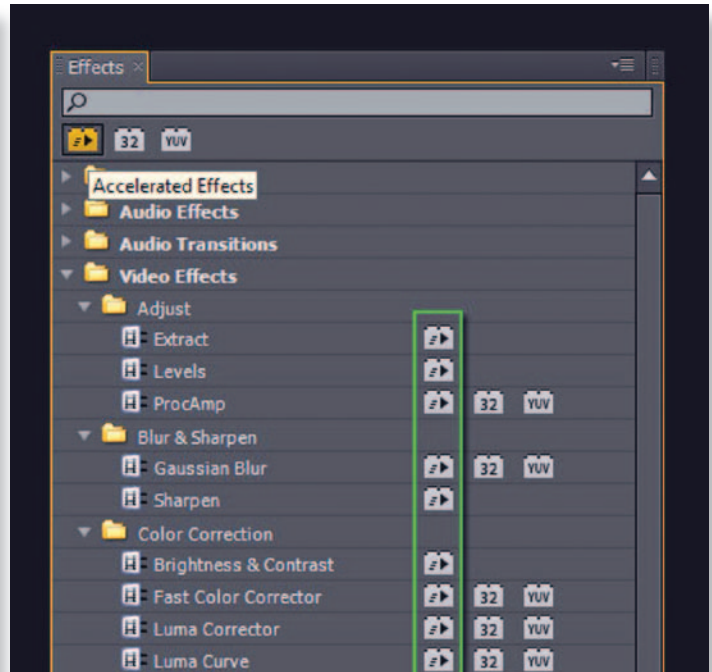 Effects ×
32 YUV
Accelerated Effects
Audio Effects
Audio Transitions
Video Effects
Adjust
Extract
Levels
ProcAmp 32 YUV
Blur & Sharpen
Gaussian Blur 32 YUV
Sharpen
Color Correction
Brightness & Contrast
Fast Color Corrector 32 YUV
Luma Corrector 32 YUV
Luma Curve 32 YUV